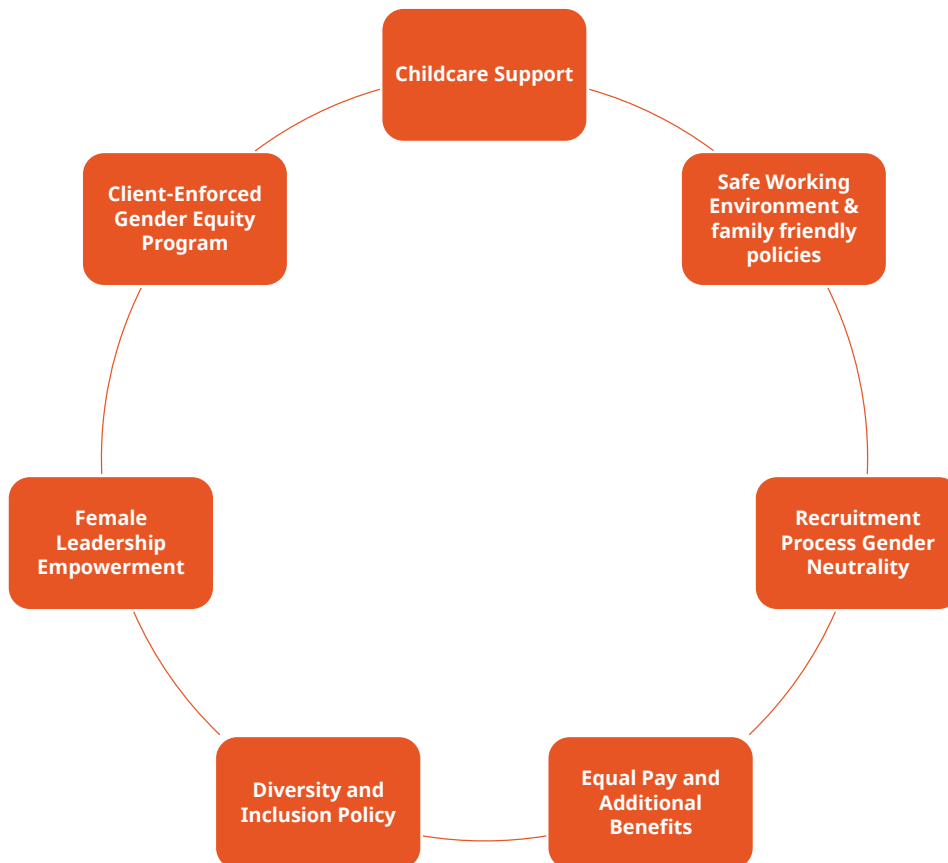 Childcare Support
Safe Working
Environment &
family friendly
policies
Recruitment
Process Gender
Neutrality
Equal Pay and
Additional
Benefits
Diversity and
Inclusion Policy
Female
Leadership
Empowerment
Client-Enforced
Gender Equity
Program